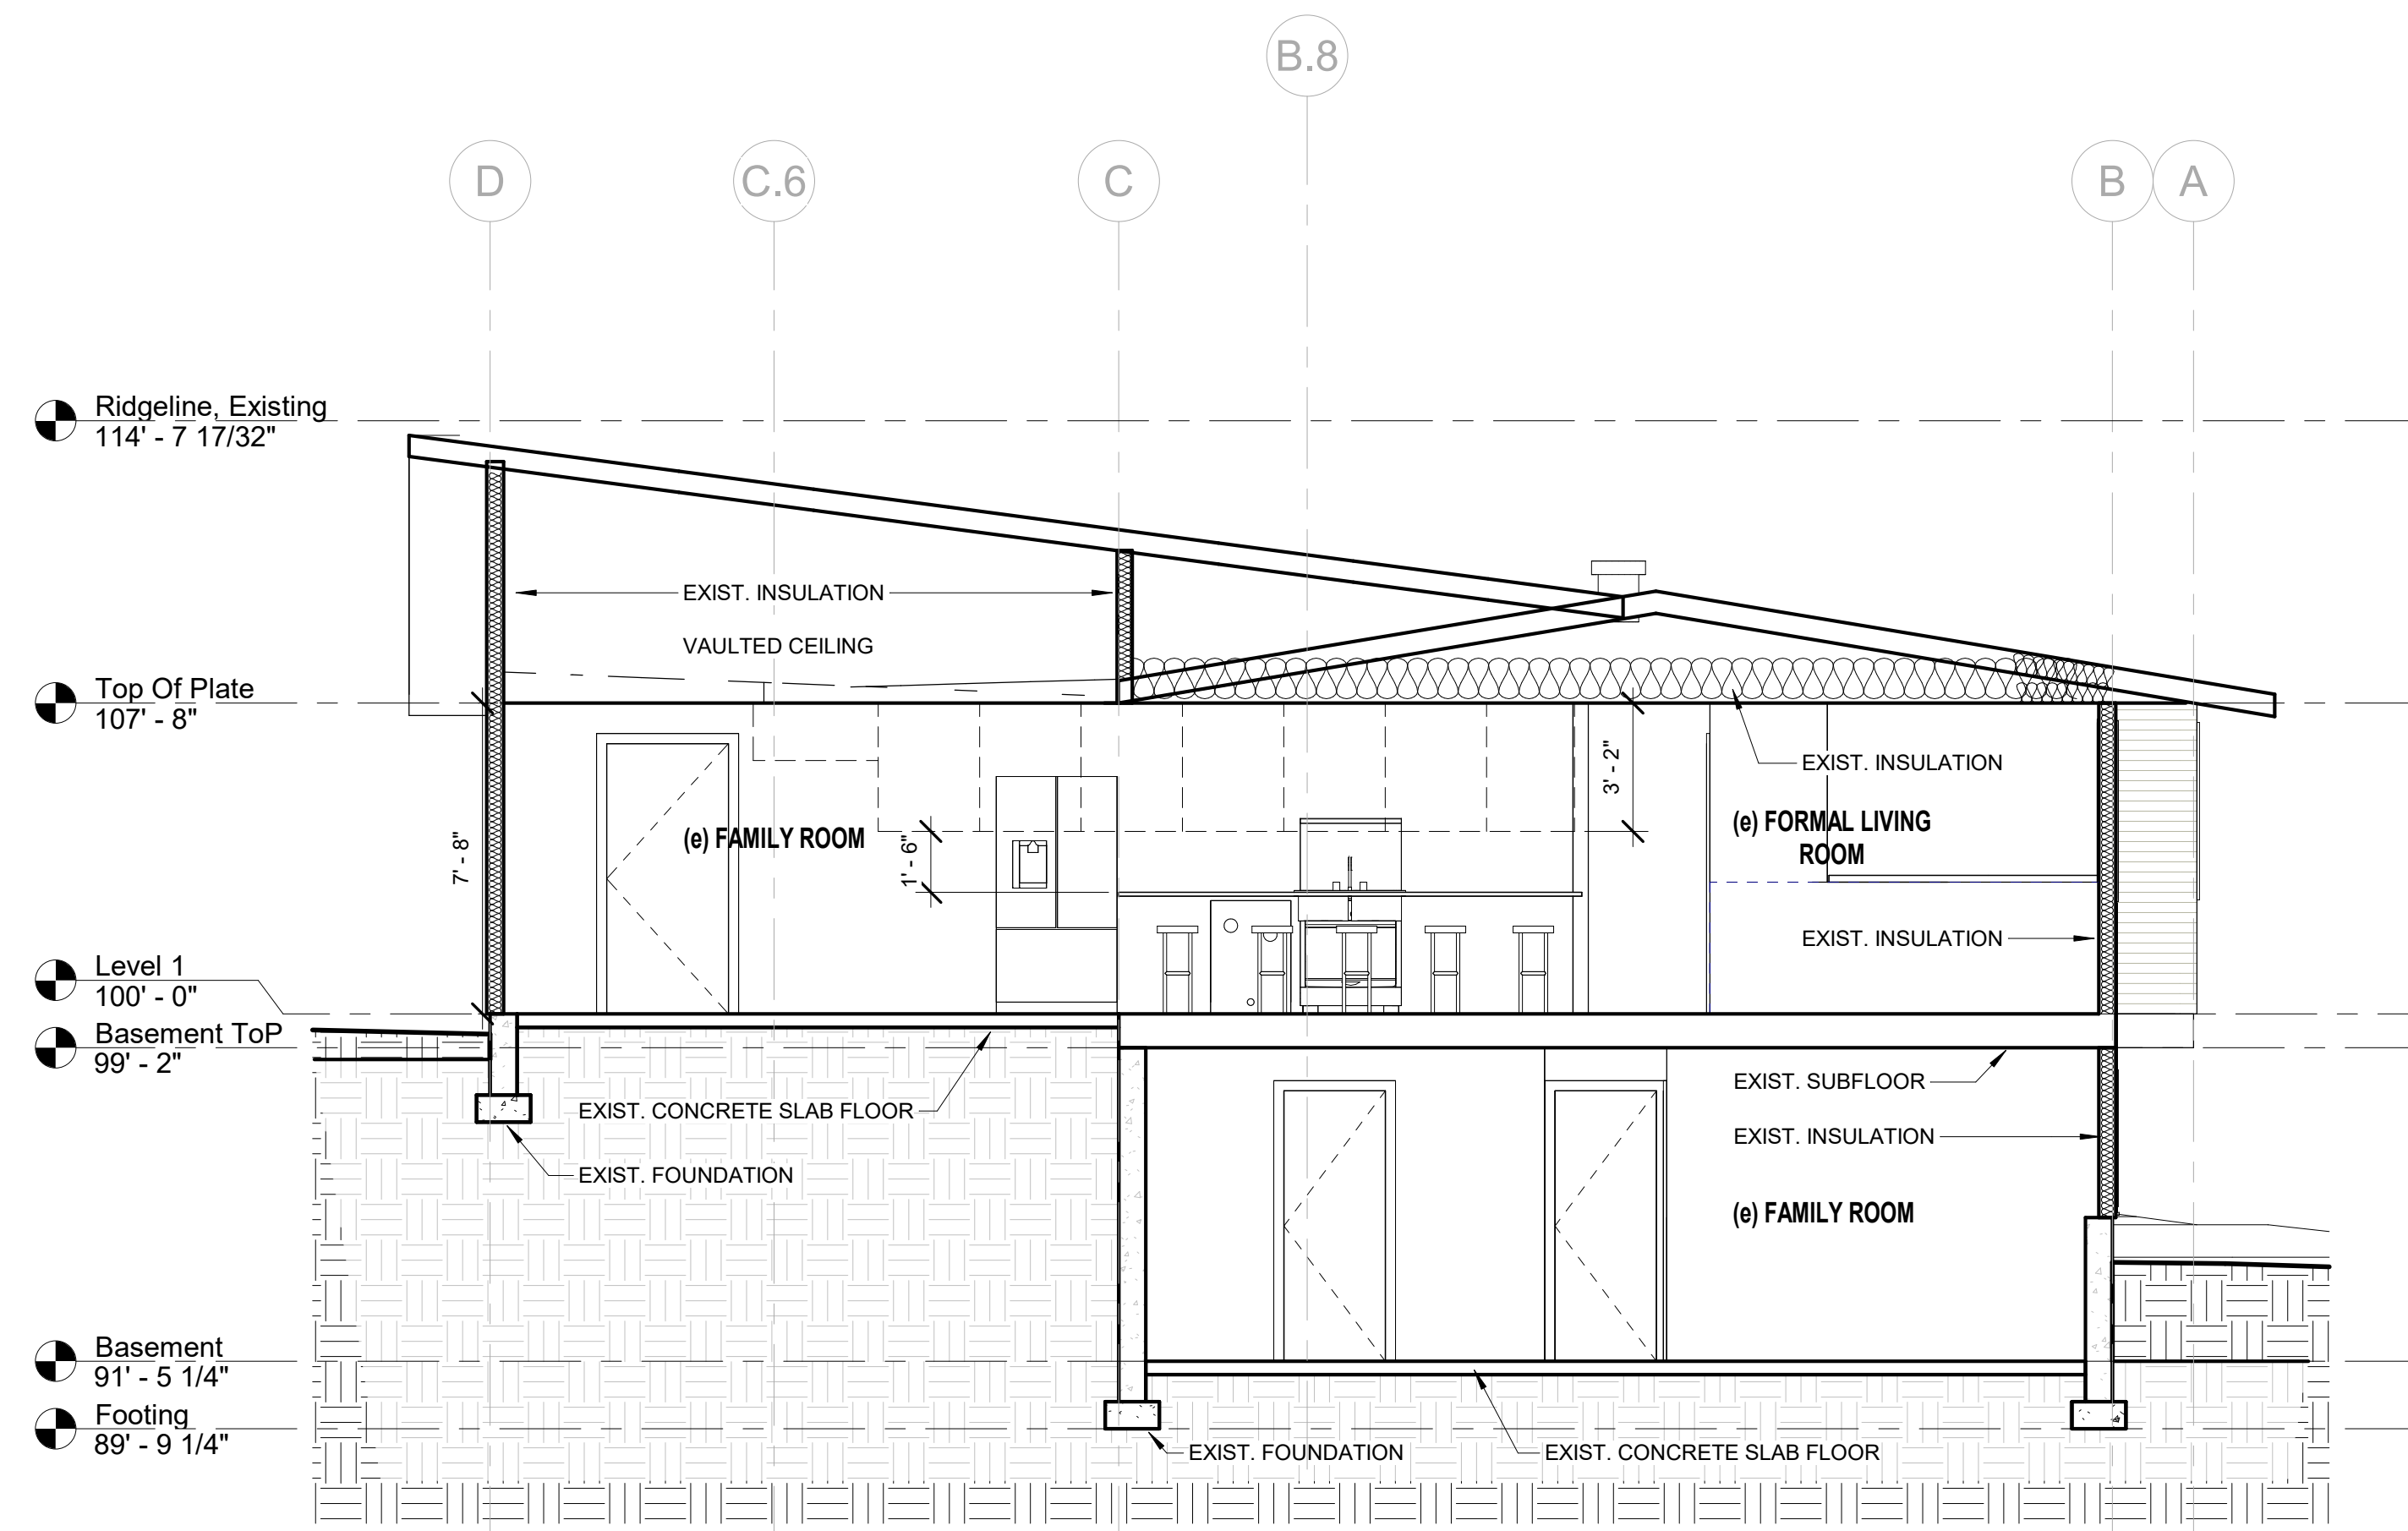 B.8
D
C.6
C
B
A
Ridgeline, Existing
114' - 7 17/32"
EXIST. INSULATION
VAULTED CEILING
Top Of Plate
107' - 8"
3' - 2"
EXIST. INSULATION
(e) FORMAL LIVING
ROOM
(e) FAMILY ROOM
7' - 8"
1' - 6"
EXIST. INSULATION
Level 1
100' - 0"
Basement ToP
99' - 2"
EXIST. SUBFLOOR
EXIST. CONCRETE SLAB FLOOR
EXIST. INSULATION
EXIST. FOUNDATION
(e) FAMILY ROOM
Basement
91' - 5 1/4"
Footing
89' - 9 1/4"
EXIST. FOUNDATION
EXIST. CONCRETE SLAB FLOOR